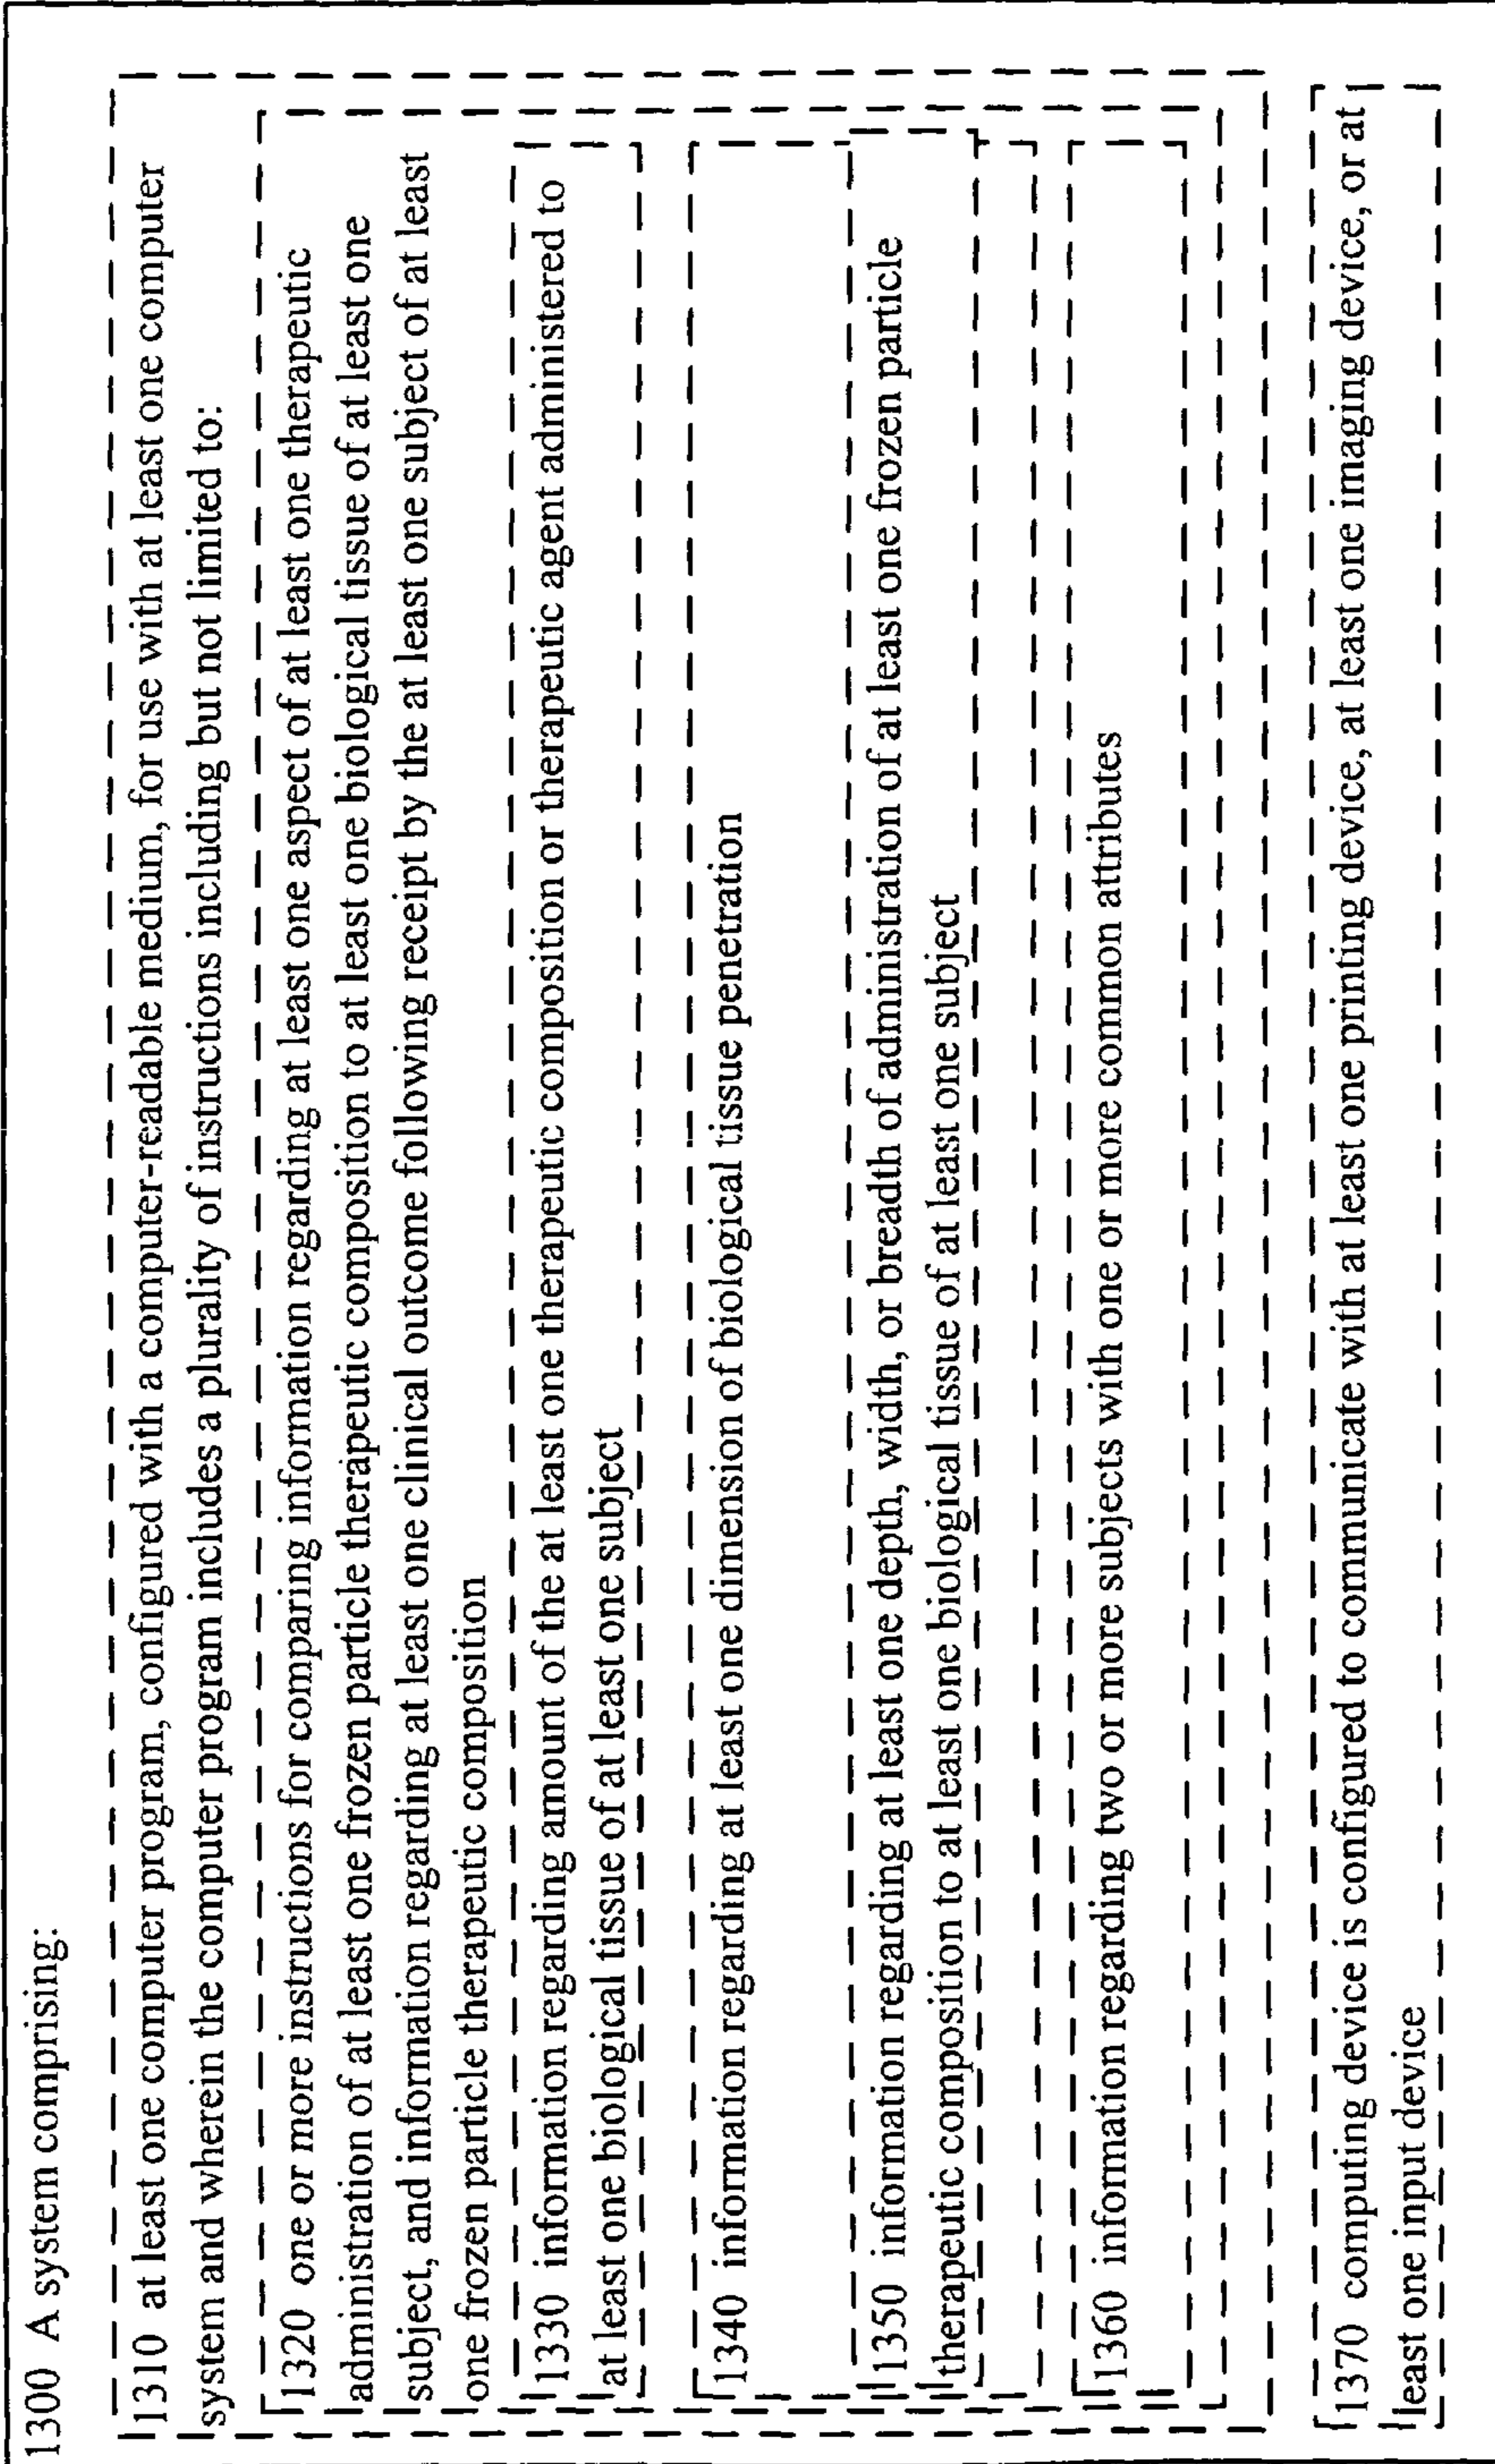 1300 A system comprising:
1310 at least one computer program, configured with a computer-readable medium, for use with at least one computer
system and wherein the computer program includes a plurality of instructions including but not limited to:
1320 one or more instructions for comparing information regarding at least one aspect of at least one therapeutic
administration of at least one frozen particle therapeutic composition to at least one biological tissue of at least one
subject, and information regarding at least one clinical outcome following receipt by the at least one subject of at least
one frozen particle therapeutic composition
1330 information regarding amount of the at least one therapeutic composition or therapeutic agent administered to
at least one biological tissue of at least one subject
1340 information regarding at least one dimension of biological tissue penetration
1350 information regarding at least one depth, width, or breadth of administration of at least one frozen particle
therapeutic composition to at least one biological tissue of at least one subject
1360 information regarding two or more subjects with one or more common attributes
1370 computing device is configured to communicate with at least one printing device, at least one imaging device, or at
least one input device